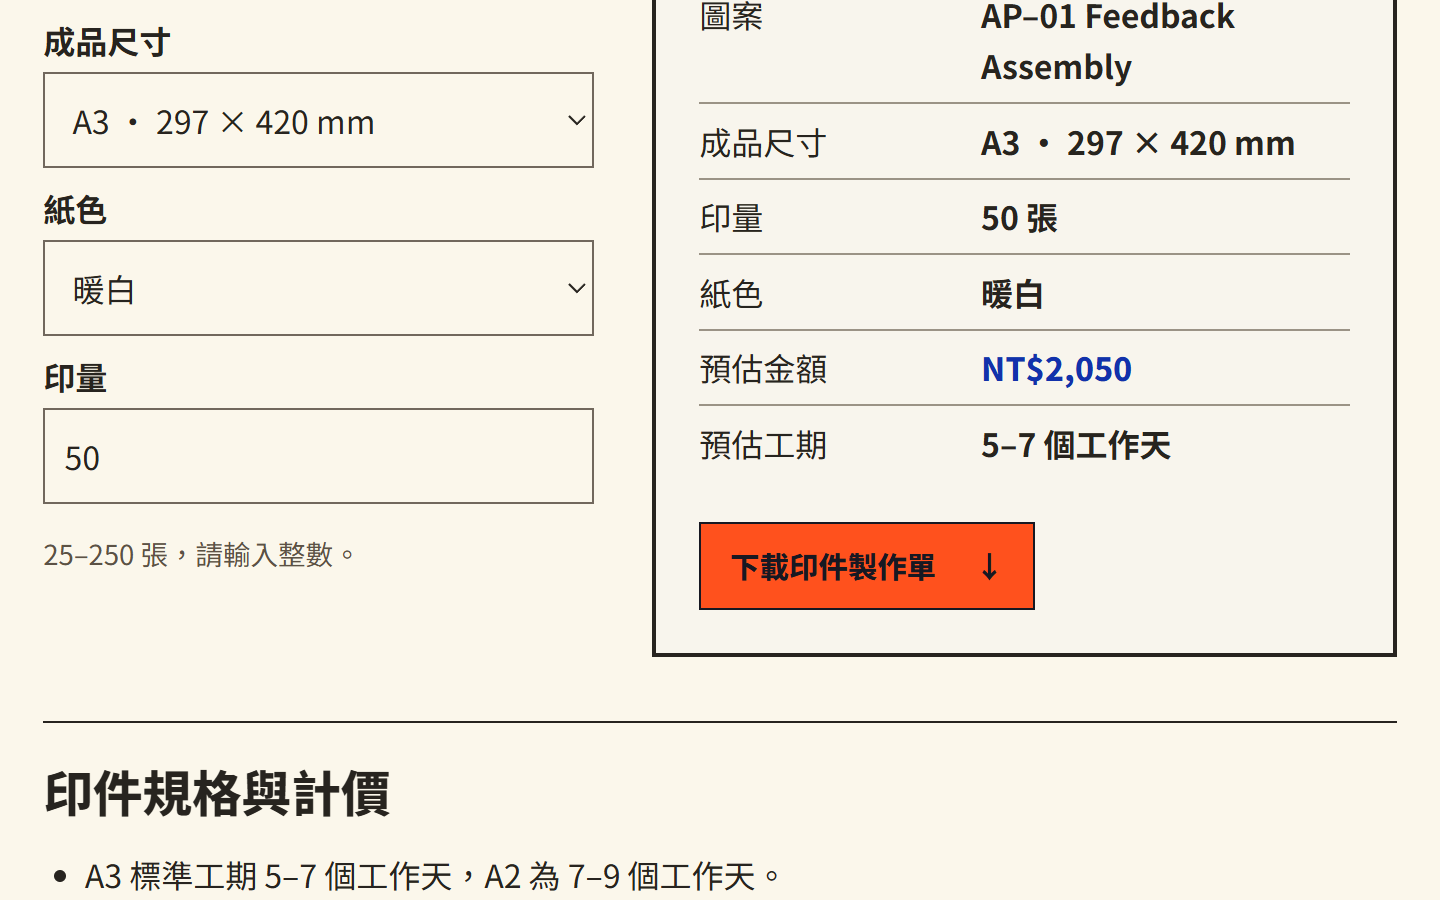 成品尺寸
A3 ・ 297 × 420 mm
紙色
暖白
印量
50
25–250 張，請輸入整數。
圖案
AP–01 Feedback
Assembly
成品尺寸
A3 ・ 297 × 420 mm
印量
50 張
紙色
暖白
預估金額
NT$2,050
預估工期
5–7 個工作天
下載印件製作單 ↓
印件規格與計價
• A3 標準工期 5–7 個工作天，A2 為 7–9 個工作天。